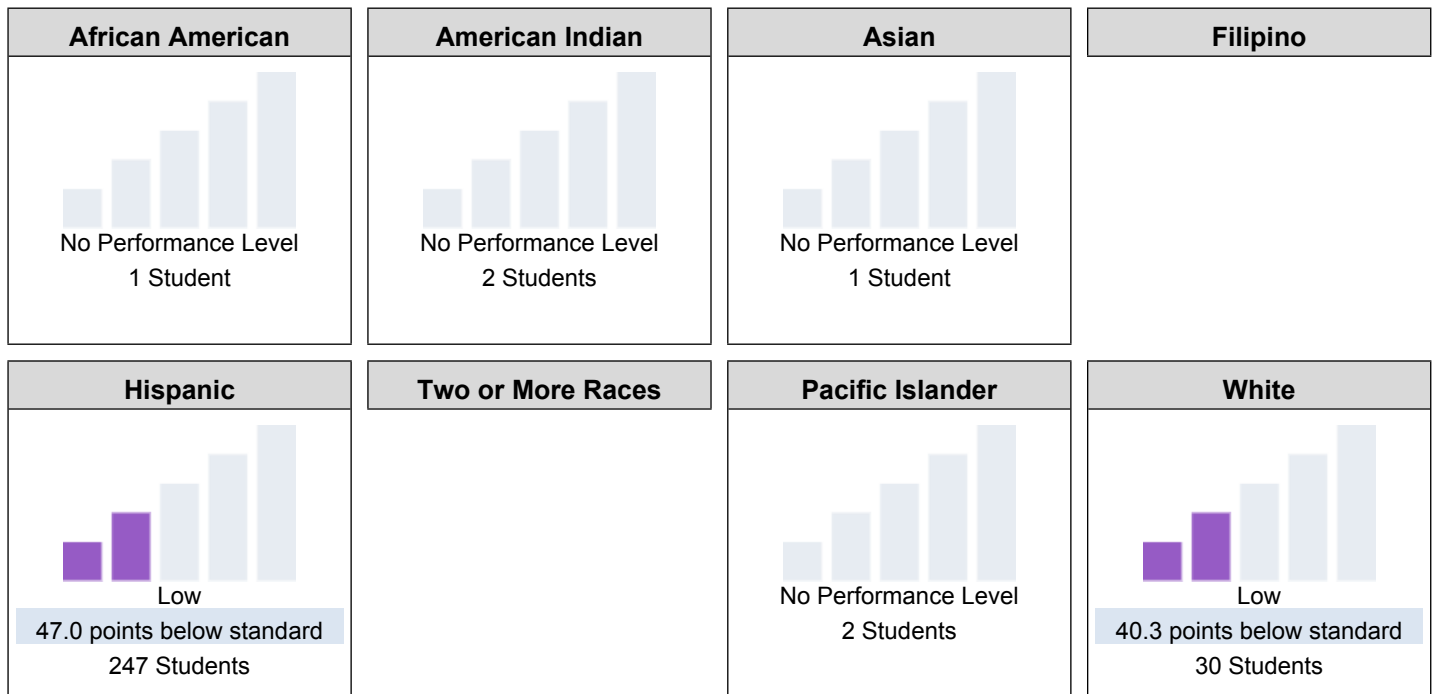 African American
No Performance Level
1 Student
American Indian
No Performance Level
2 Students
Asian
No Performance Level
1 Student
Filipino
Hispanic
Low
47.0 points below standard
247 Students
Two or More Races
Pacific Islander
No Performance Level
2 Students
White
Low
40.3 points below standard
30 Students